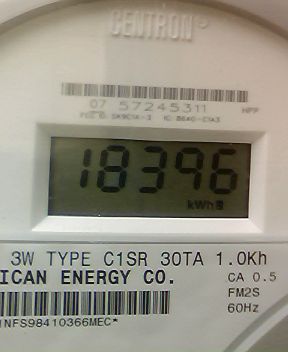 CENTRON
07 57245311 HPP
18396
kWh
3W TYPE C1SR 30TA 1.0Kh
ICAN ENERGY CO. CA 0.5
FM2S
60Hz
INFS98410366MEC*